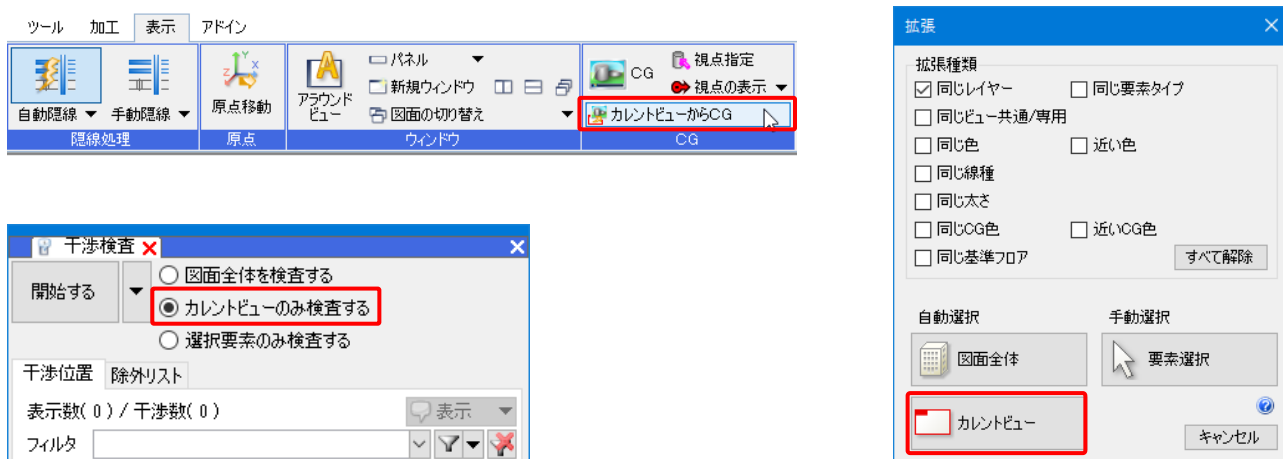 ツール 加工 表示 アドイン
自動隠線 手動隠線
隠線処理
原点移動
原点
アラウンドビュー
パネル
新規ウィンドウ
図面の切り替え
ウィンドウ
CG
視点指定
視点の表示
カレントビューからCG
CG
干渉検査
開始する
図面全体を検査する
カレントビューのみ検査する
選択要素のみ検査する
干渉位置 除外リスト
表示数( 0 ) / 干渉数( 0 )
表示
フィルタ
拡張
拡張種類
同じレイヤー 同じ要素タイプ
同じビュー共通/専用
同じ色 近い色
同じ線種
同じ太さ
同じCG色 近いCG色
同じ基準フロア すべて解除
自動選択 手動選択
図面全体 要素選択
カレントビュー
キャンセル